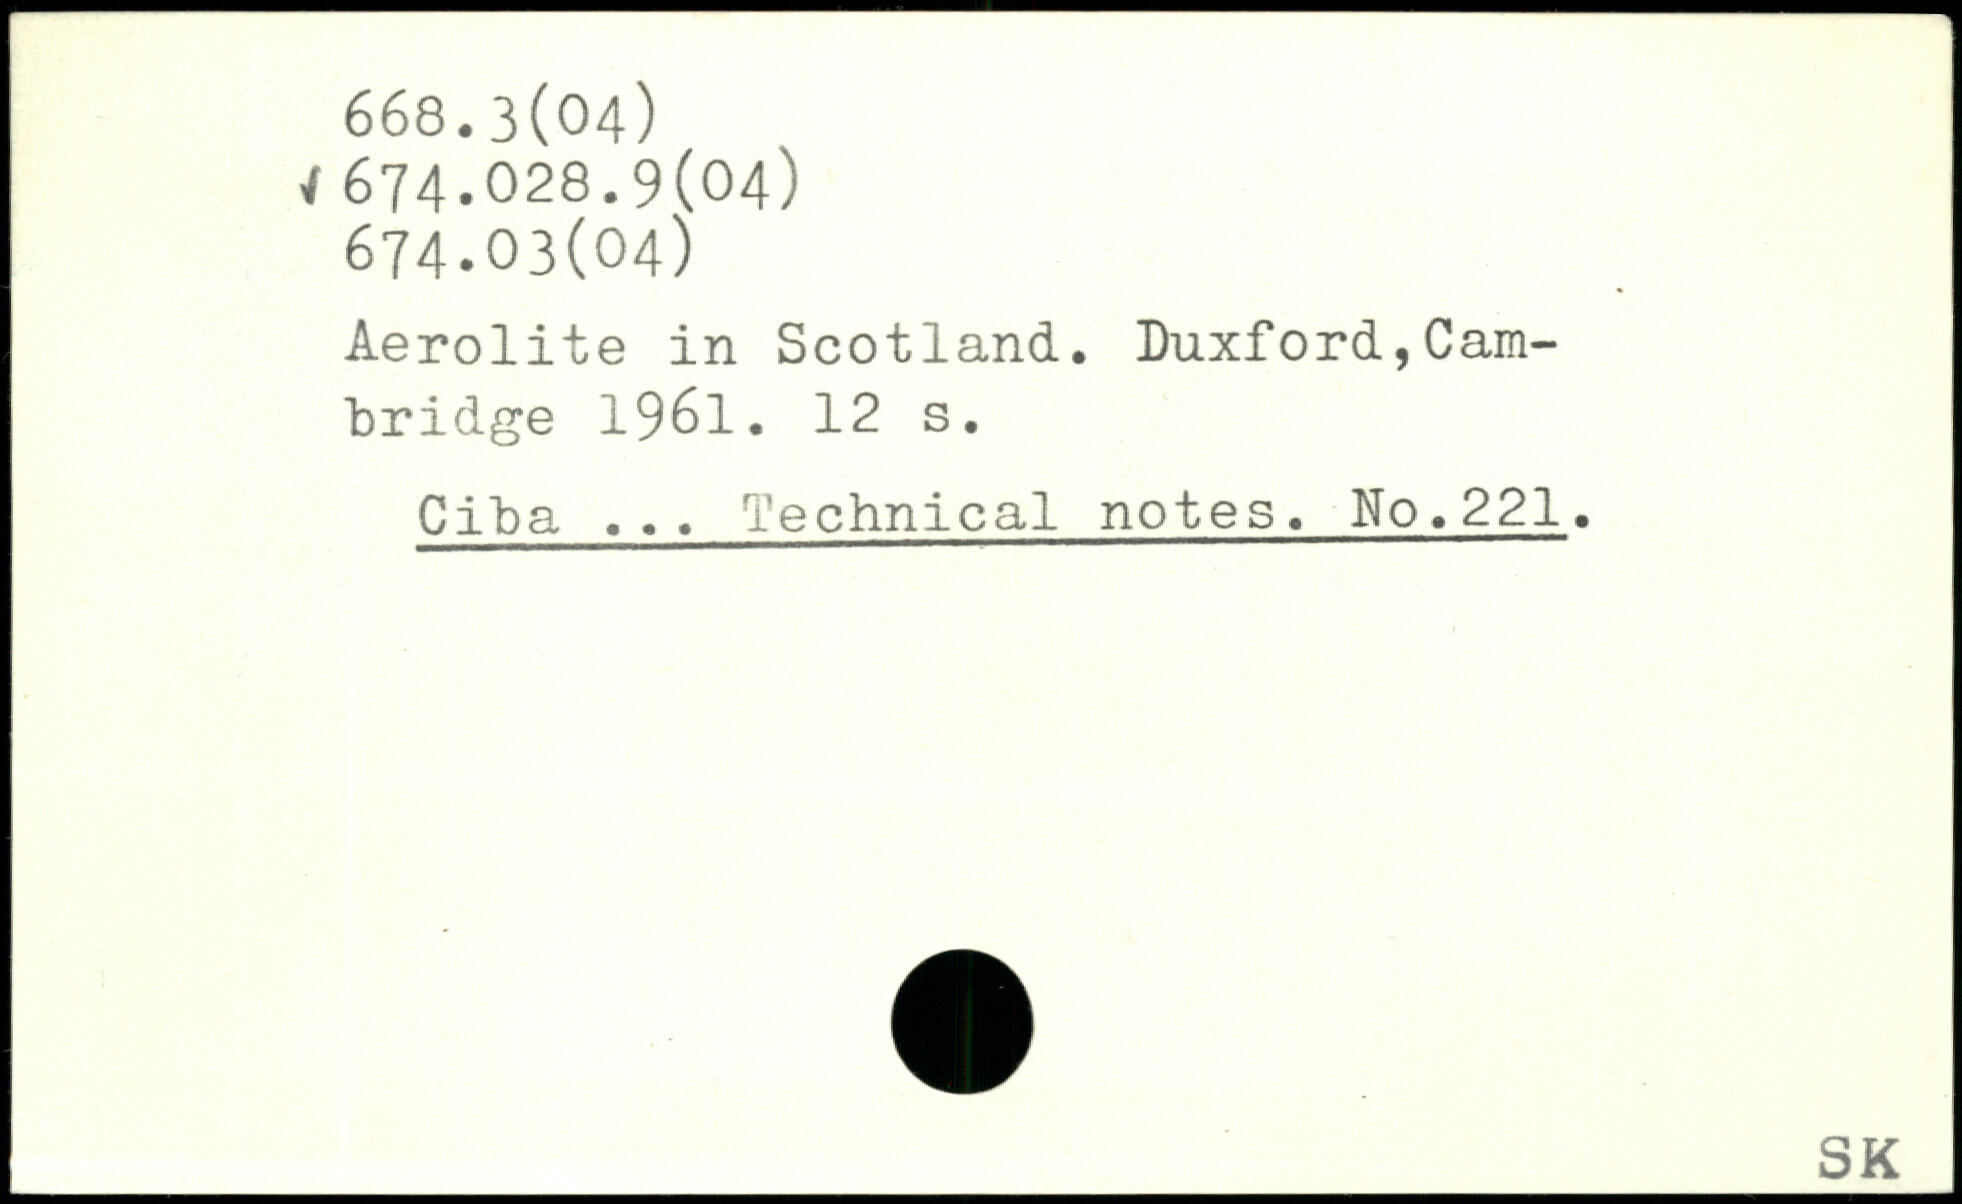 668.3(04)
✓674.028.9(04)
674.03(04)
Aerolite in Scotland. Duxford,Cam-
bridge 1961. 12 s.
Ciba ... Technical notes. No.221.
SK